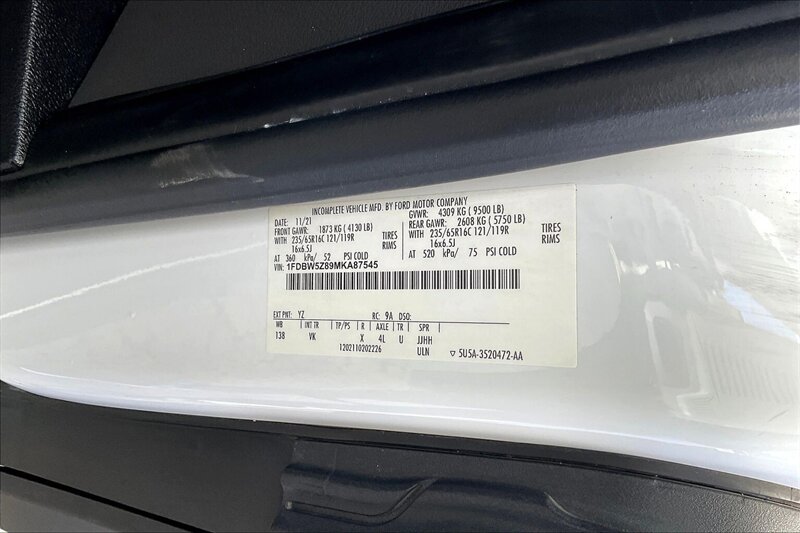 INCOMPLETE VEHICLE MFD. BY FORD MOTOR COMPANY
DATE: 11/21 GVWR: 4309 KG ( 9500 LB)
FRONT GAWR: 1873 KG ( 4130 LB) REAR GAWR: 2608 KG ( 5750 LB)
WITH 235/65R16C 121/119R TIRES WITH 235/65R16C 121/119R TIRES
16x6.5J RIMS 16x6.5J RIMS
AT 360 kPa/ 52 PSI COLD AT 520 kPa/ 75 PSI COLD
VIN: 1FDBW5Z89MKA87545
EXT PNT: YZ RC: 9A DSO:
WB INT TR TP/PS R AXLE TR SPR
138 VK X 4L U JJHH
1202110202226 ULN ▽ 5U5A-3520472-AA